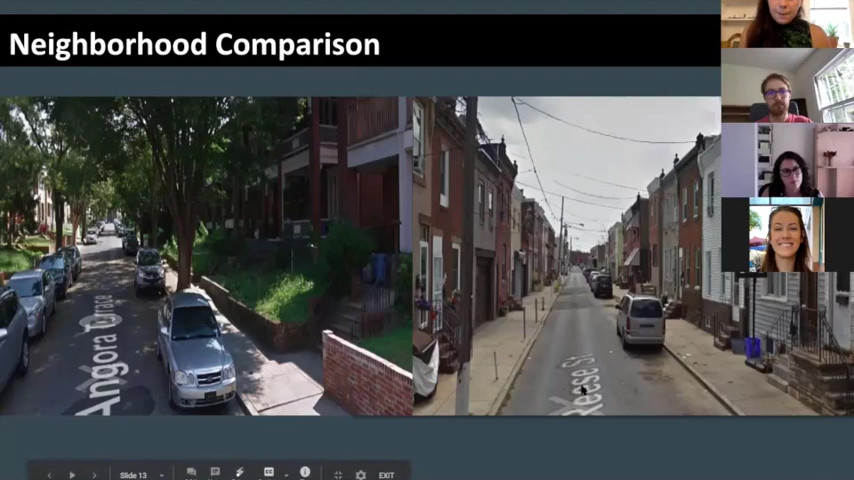 Neighborhood Comparison
Angora Terrace
Reese St
Slide 13
EXIT